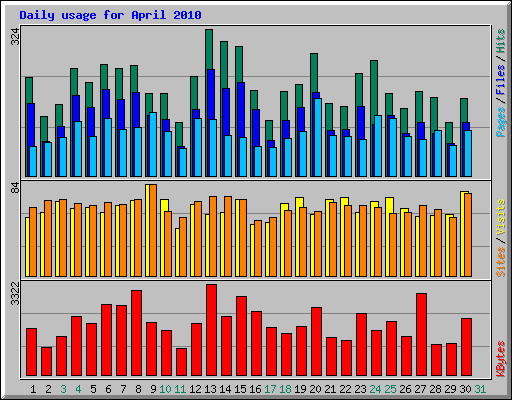 Daily usage for April 2010
324
Pages / Files / Hits
84
Sites / Visits
3322
KBytes
1 2 3 4 5 6 7 8 9 10 11 12 13 14 15 16 17 18 19 20 21 22 23 24 25 26 27 28 29 30 31